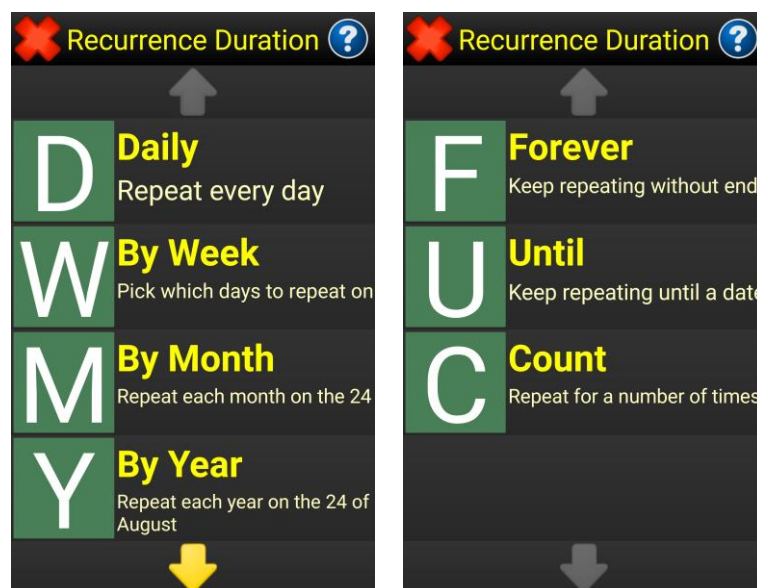 Recurrence Duration ?
D
Daily
Repeat every day
W
By Week
Pick which days to repeat on
M
By Month
Repeat each month on the 24
Y
By Year
Repeat each year on the 24 of
August
Recurrence Duration ?
F
Forever
Keep repeating without end
U
Until
Keep repeating until a date
C
Count
Repeat for a number of times